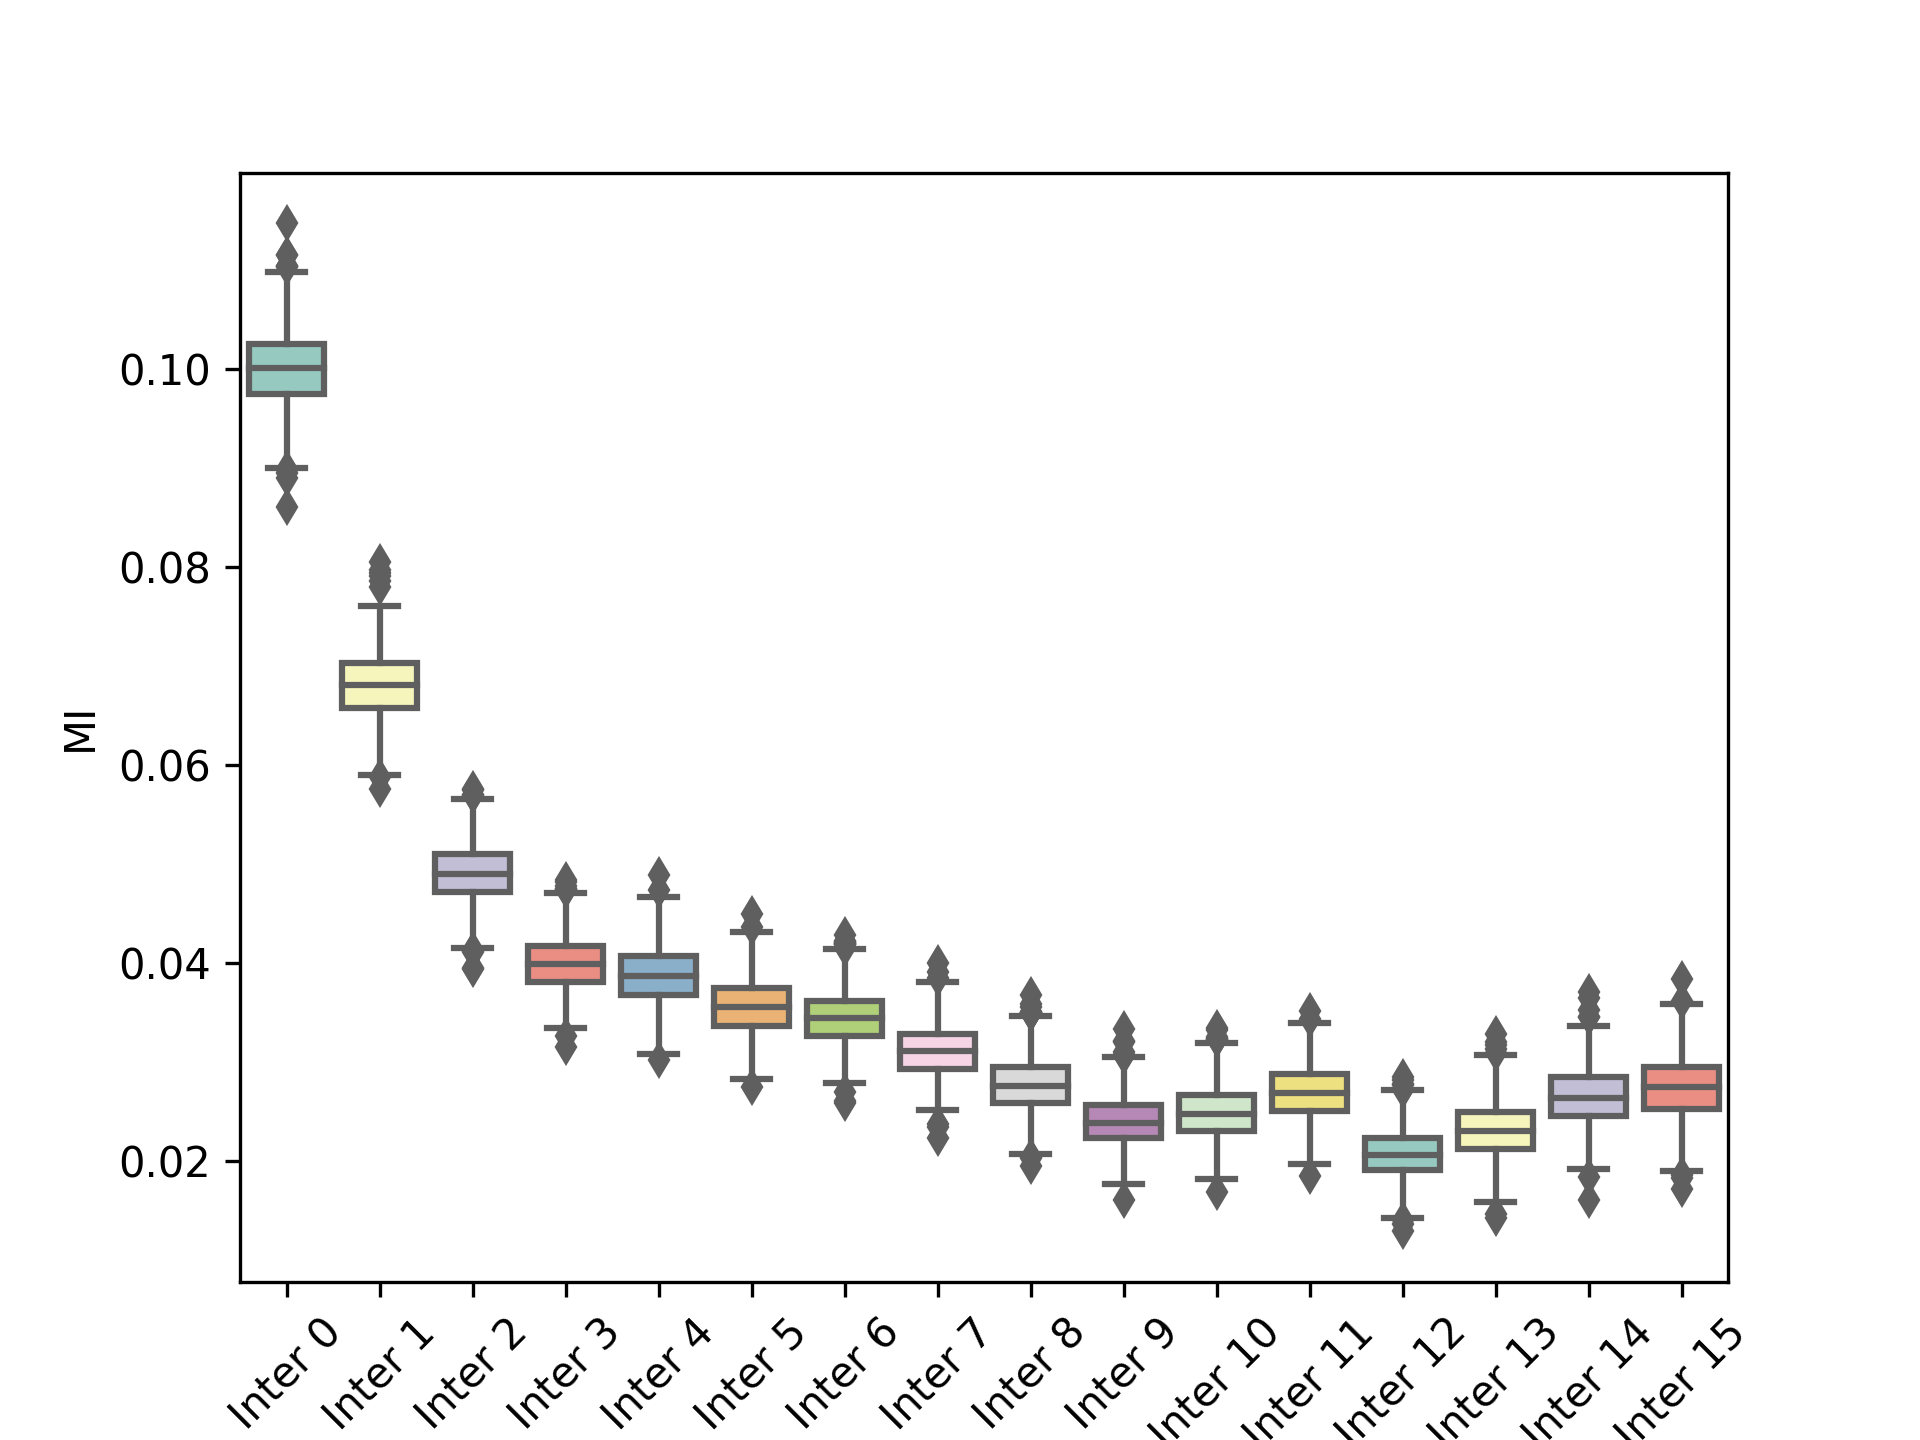 MI
0.10
0.08
0.06
0.04
0.02
Inter 0
Inter 1
Inter 2
Inter 3
Inter 4
Inter 5
Inter 6
Inter 7
Inter 8
Inter 9
Inter 10
Inter 11
Inter 12
Inter 13
Inter 14
Inter 15